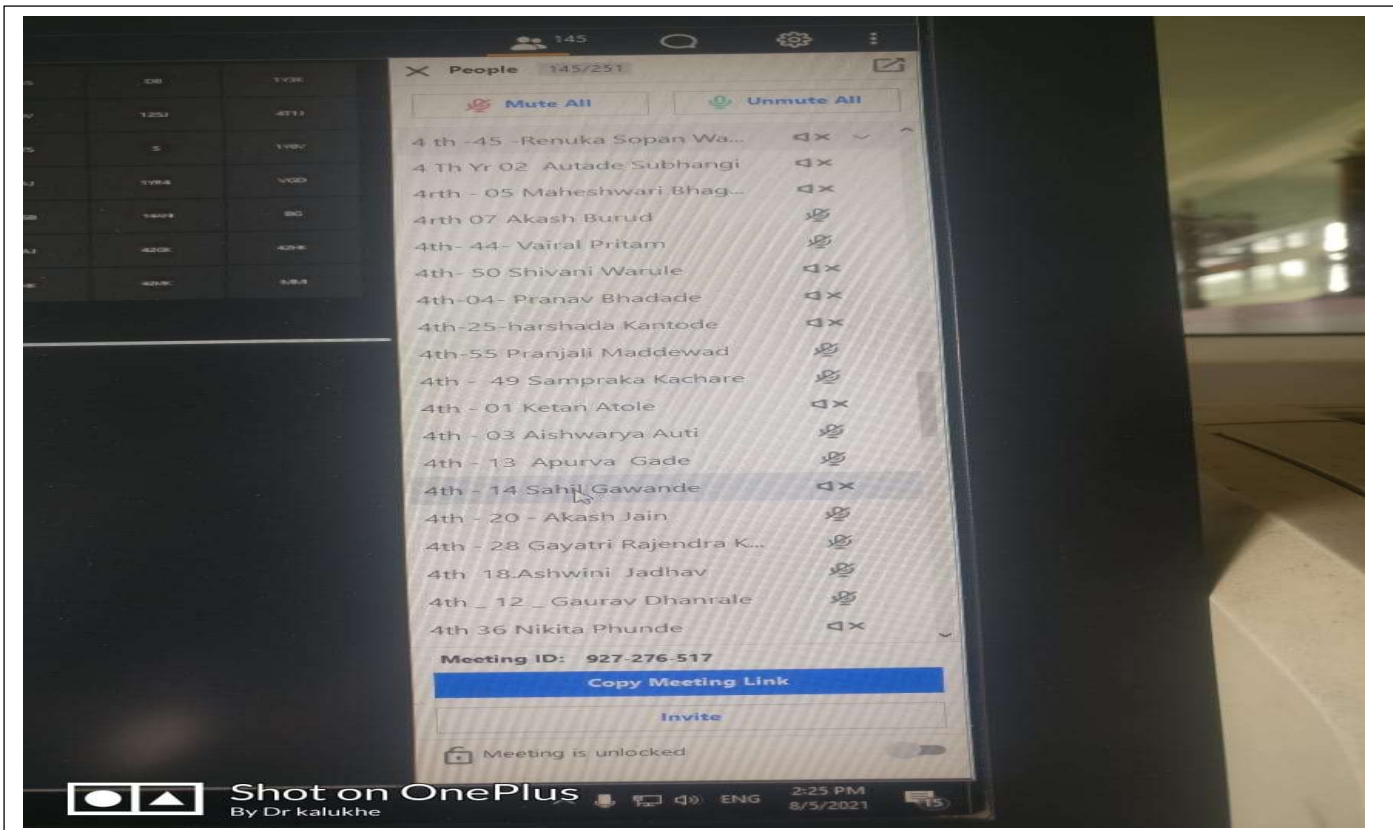 145
People 145/251
Mute All Unmute All
4 th -45 -Renuka Sopan Wa...
4 Th Yr 02 Autade Subhangi
4rth - 05 Maheshwari Bhag...
4rth 07 Akash Burud
4th- 44- Vairal Pritam
4th- 50 Shivani Warule
4th-04- Pranav Bhadade
4th-25-harshada Kantode
4th-55 Pranjali Maddewad
4th - 49 Sampraka Kachare
4th - 01 Ketan Atole
4th - 03 Aishwarya Auti
4th - 13 Apurva Gade
4th - 14 Sahil Gawande
4th - 20 - Akash Jain
4th - 28 Gayatri Rajendra K...
4th 18.Ashwini Jadhav
4th _ 12 _ Gaurav Dhanrale
4th 36 Nikita Phunde
Meeting ID: 927-276-517
Copy Meeting Link
Invite
Meeting is unlocked
ENG 2:25 PM
8/5/2021
15
Shot on OnePlus
By Dr kalukhe